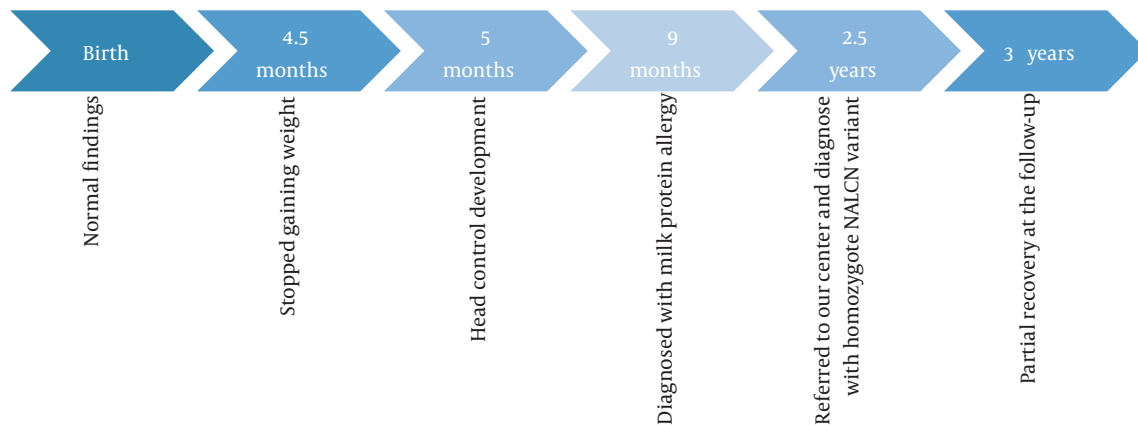 Birth
4.5
months
5
months
9
months
2.5
years
3 years
Normal findings
Stopped gaining weight
Head control development
Diagnosed with milk protein allergy
Referred to our center and diagnose
with homozygote NALCN variant
Partial recovery at the follow-up